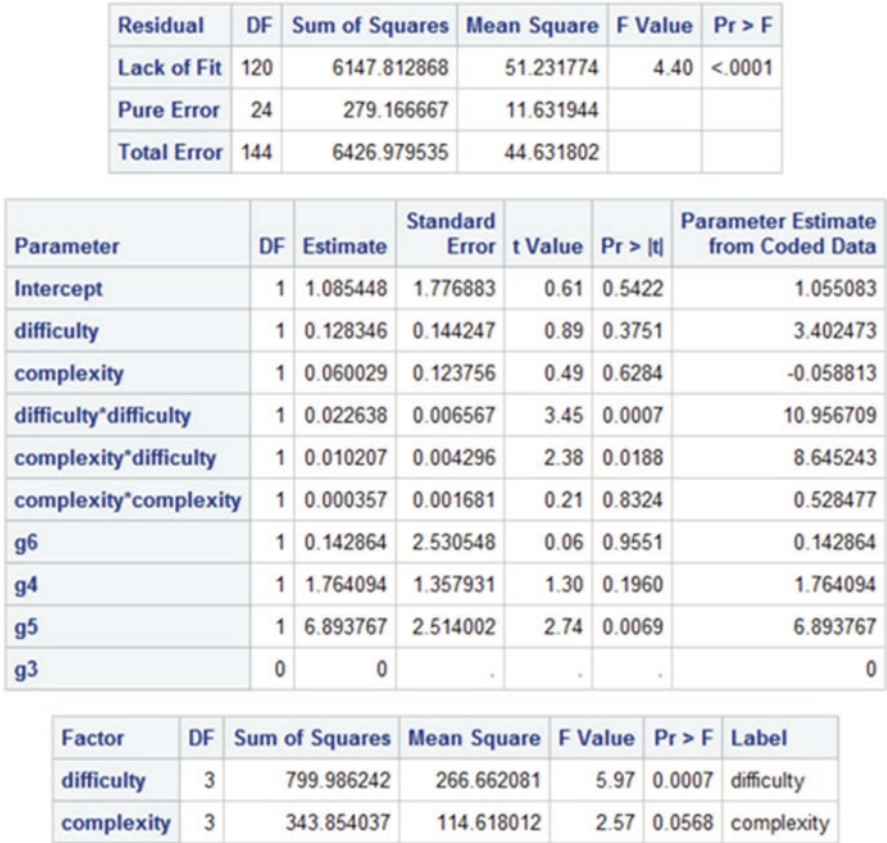 Residual DF Sum of Squares Mean Square F Value Pr > F
Lack of Fit 120 6147.812868 51.231774 4.40 <.0001
Pure Error 24 279.166667 11.631944
Total Error 144 6426.979535 44.631802
Parameter DF Estimate Standard Error t Value Pr > |t| Parameter Estimate from Coded Data
Intercept 1 1.085448 1.776883 0.61 0.5422 1.055083
difficulty 1 0.128346 0.144247 0.89 0.3751 3.402473
complexity 1 0.060029 0.123756 0.49 0.6284 -0.058813
difficulty*difficulty 1 0.022638 0.006567 3.45 0.0007 10.956709
complexity*difficulty 1 0.010207 0.004296 2.38 0.0188 8.645243
complexity*complexity 1 0.000357 0.001681 0.21 0.8324 0.528477
g6 1 0.142864 2.530548 0.06 0.9551 0.142864
g4 1 1.764094 1.357931 1.30 0.1960 1.764094
g5 1 6.893767 2.514002 2.74 0.0069 6.893767
g3 0 0 . . . 0
Factor DF Sum of Squares Mean Square F Value Pr > F Label
difficulty 3 799.986242 266.662081 5.97 0.0007 difficulty
complexity 3 343.854037 114.618012 2.57 0.0568 complexity